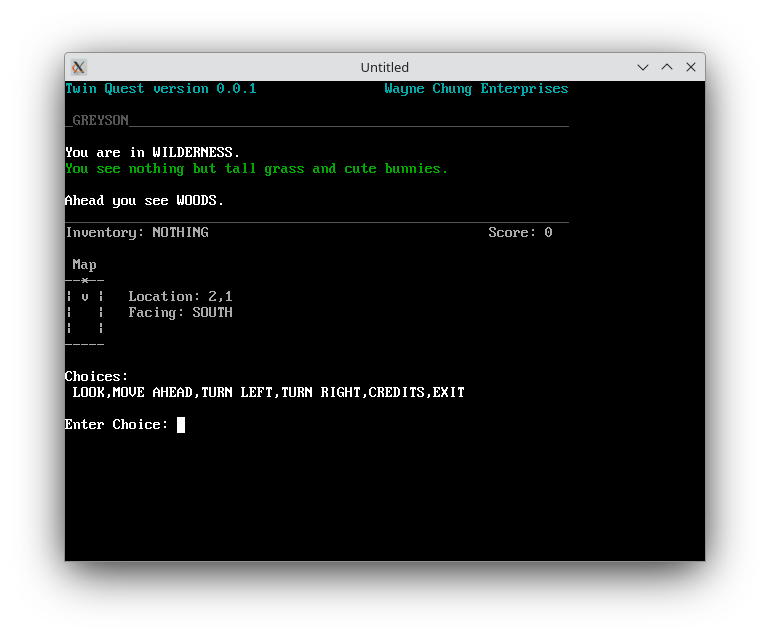 Untitled
Twin Quest version 0.0.1 Wayne Chung Enterprises
_GREYSON_______________________________________________________
You are in WILDERNESS.
You see nothing but tall grass and cute bunnies.
Ahead you see WOODS.
_______________________________________________________________
Inventory: NOTHING Score: 0
Map
--*--
¦ v ¦ Location: 2,1
¦   ¦ Facing: SOUTH
¦   ¦
-----
Choices:
LOOK,MOVE AHEAD,TURN LEFT,TURN RIGHT,CREDITS,EXIT
Enter Choice: